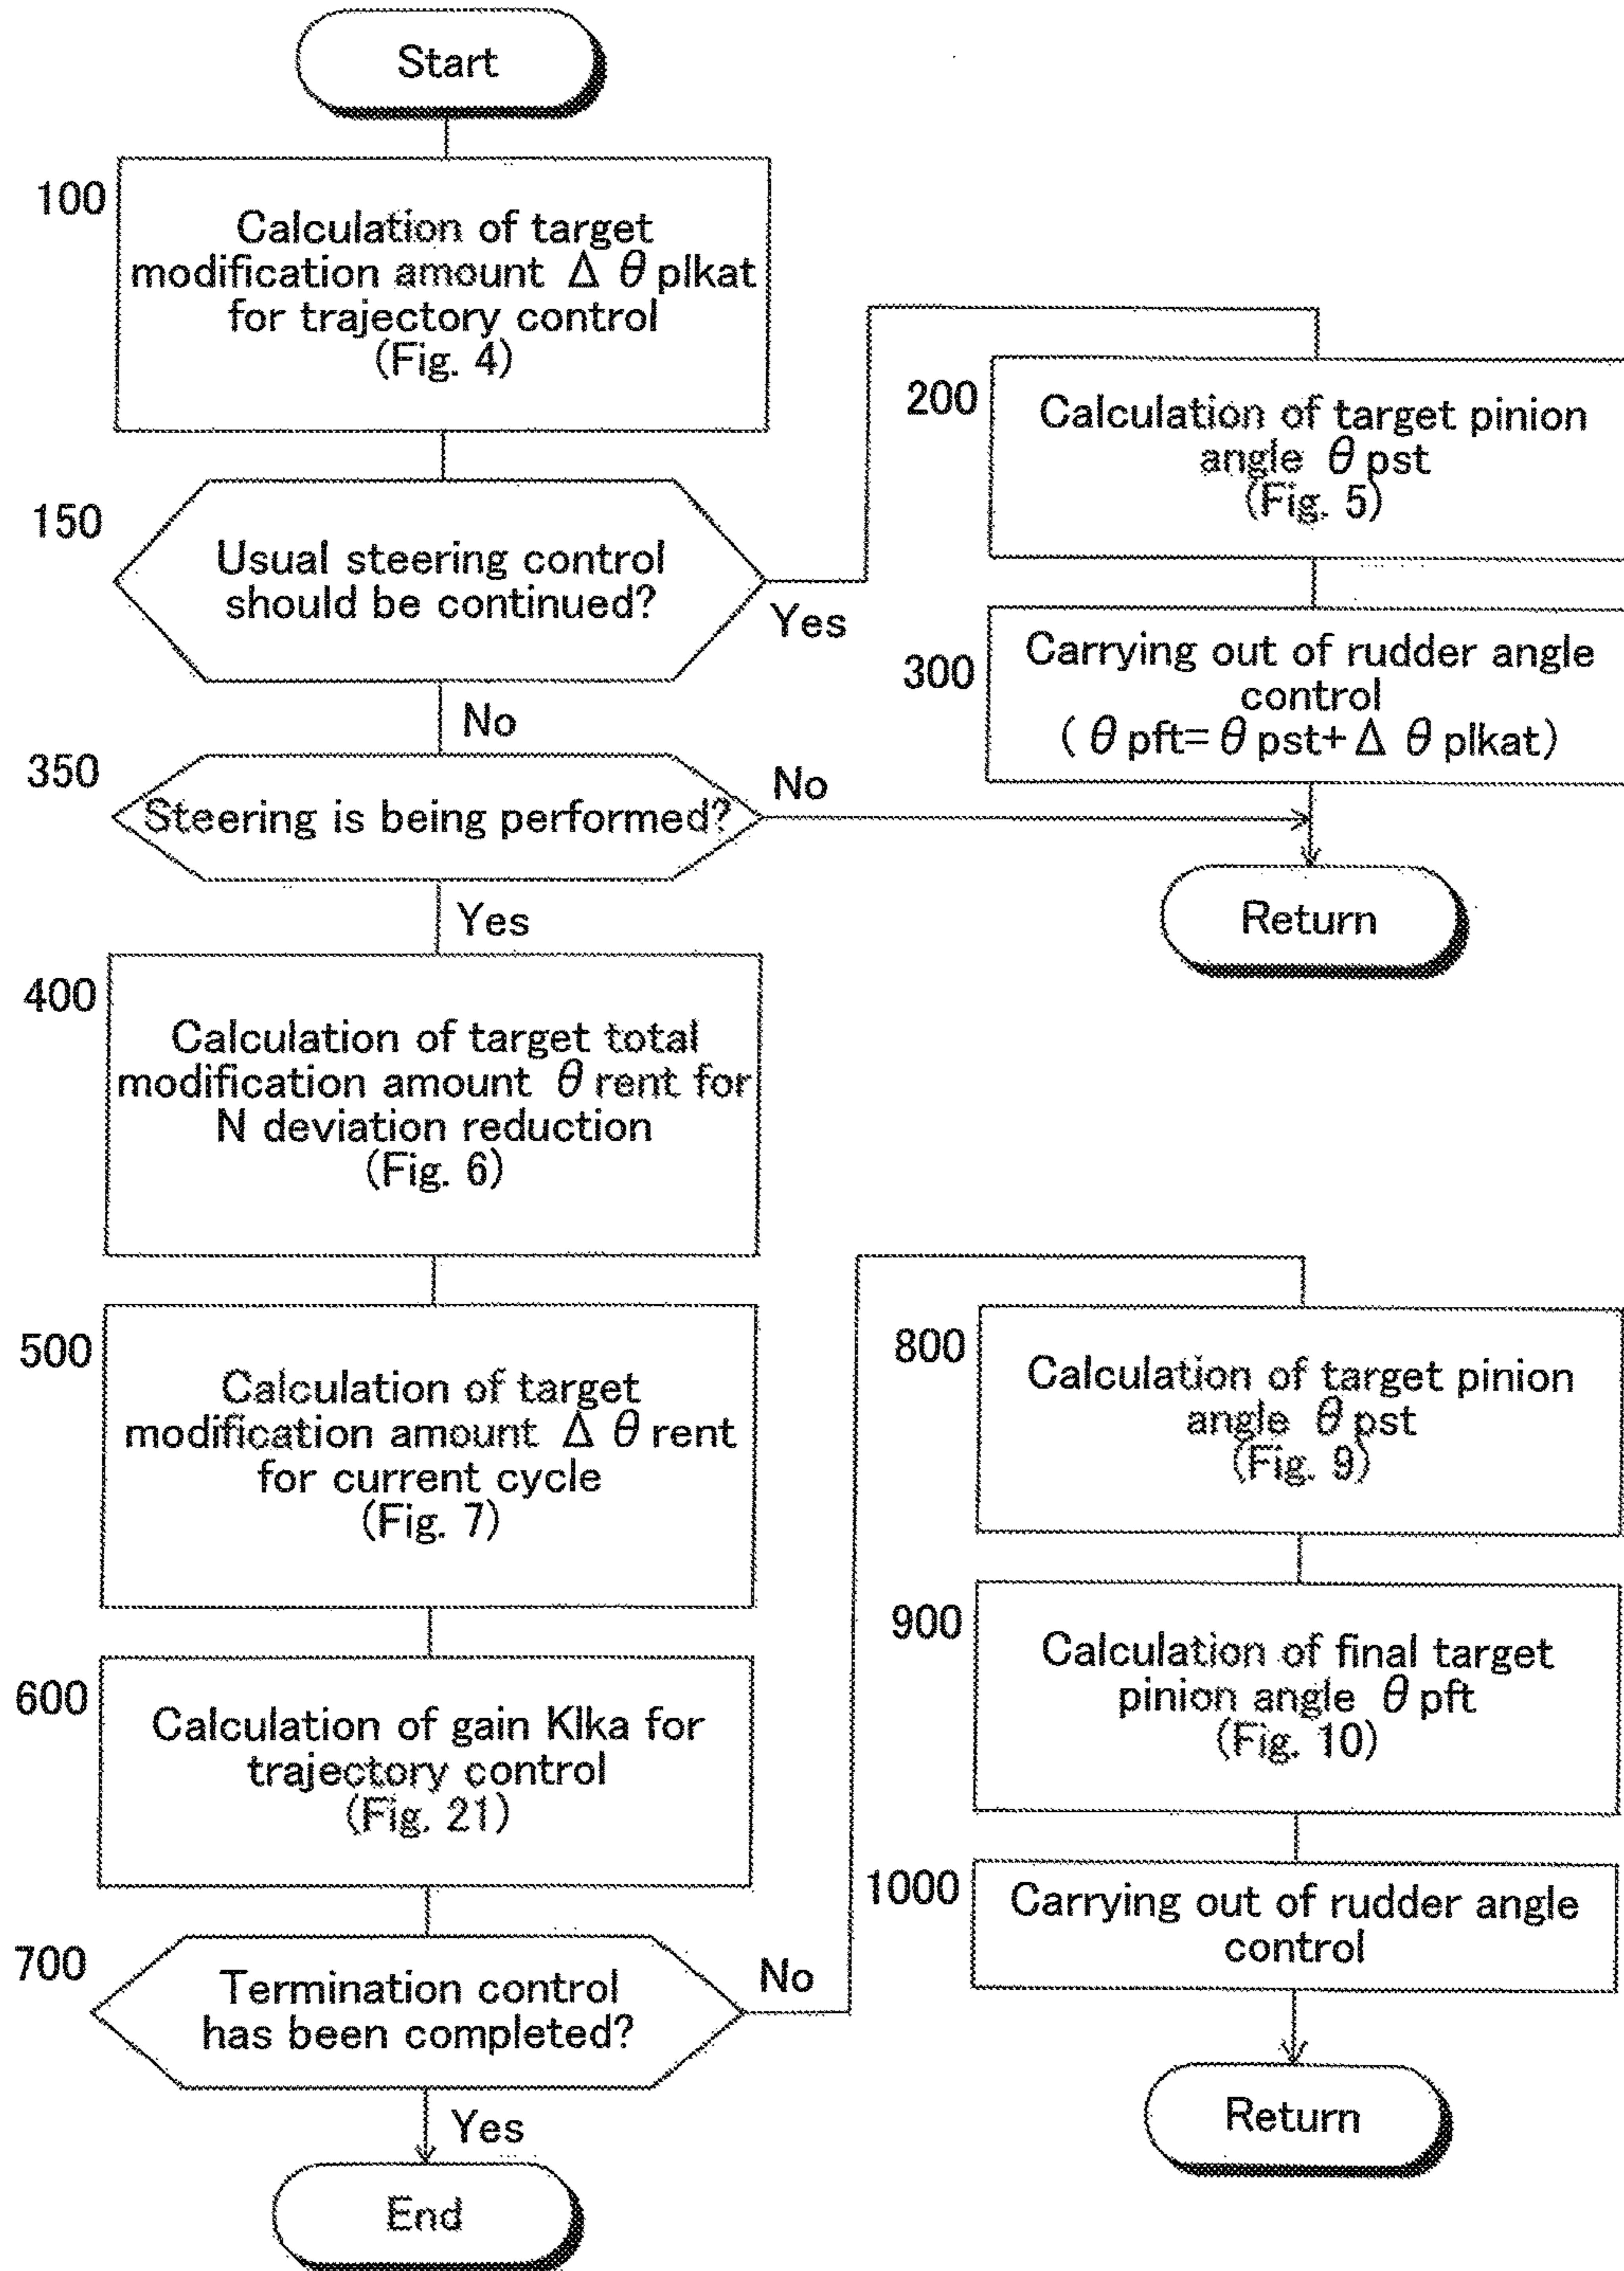 Start
100
Calculation of target
modification amount Δ θ plkat
for trajectory control
(Fig. 4)
150
Usual steering control
should be continued?
Yes
No
200
Calculation of target pinion
angle θ pst
(Fig. 5)
300
Carrying out of rudder angle
control
( θ pft= θ pst+ Δ θ plkat)
350
Steering is being performed?
No
Yes
Return
400
Calculation of target total
modification amount θ rent for
N deviation reduction
(Fig. 6)
500
Calculation of target
modification amount Δ θ rent
for current cycle
(Fig. 7)
600
Calculation of gain Klka for
trajectory control
(Fig. 21)
700
Termination control
has been completed?
No
Yes
End
800
Calculation of target pinion
angle θ pst
(Fig. 9)
900
Calculation of final target
pinion angle θ pft
(Fig. 10)
1000
Carrying out of rudder angle
control
Return